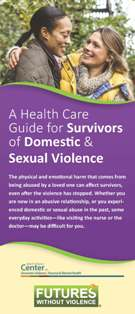 A Health Care
Guide for Survivors
of Domestic &
Sexual Violence
The physical and emotional harm that comes from
being abused by a loved one can affect survivors,
even after the violence has stopped. Whether you
are now in an abusive relationship, or you experi-
enced domestic or sexual abuse in the past, some
everyday activities—like visiting the nurse or the
doctor—may be difficult for you.
Center
Domestic Violence, Trauma & Mental Health
FUTURES
WITHOUT VIOLENCE